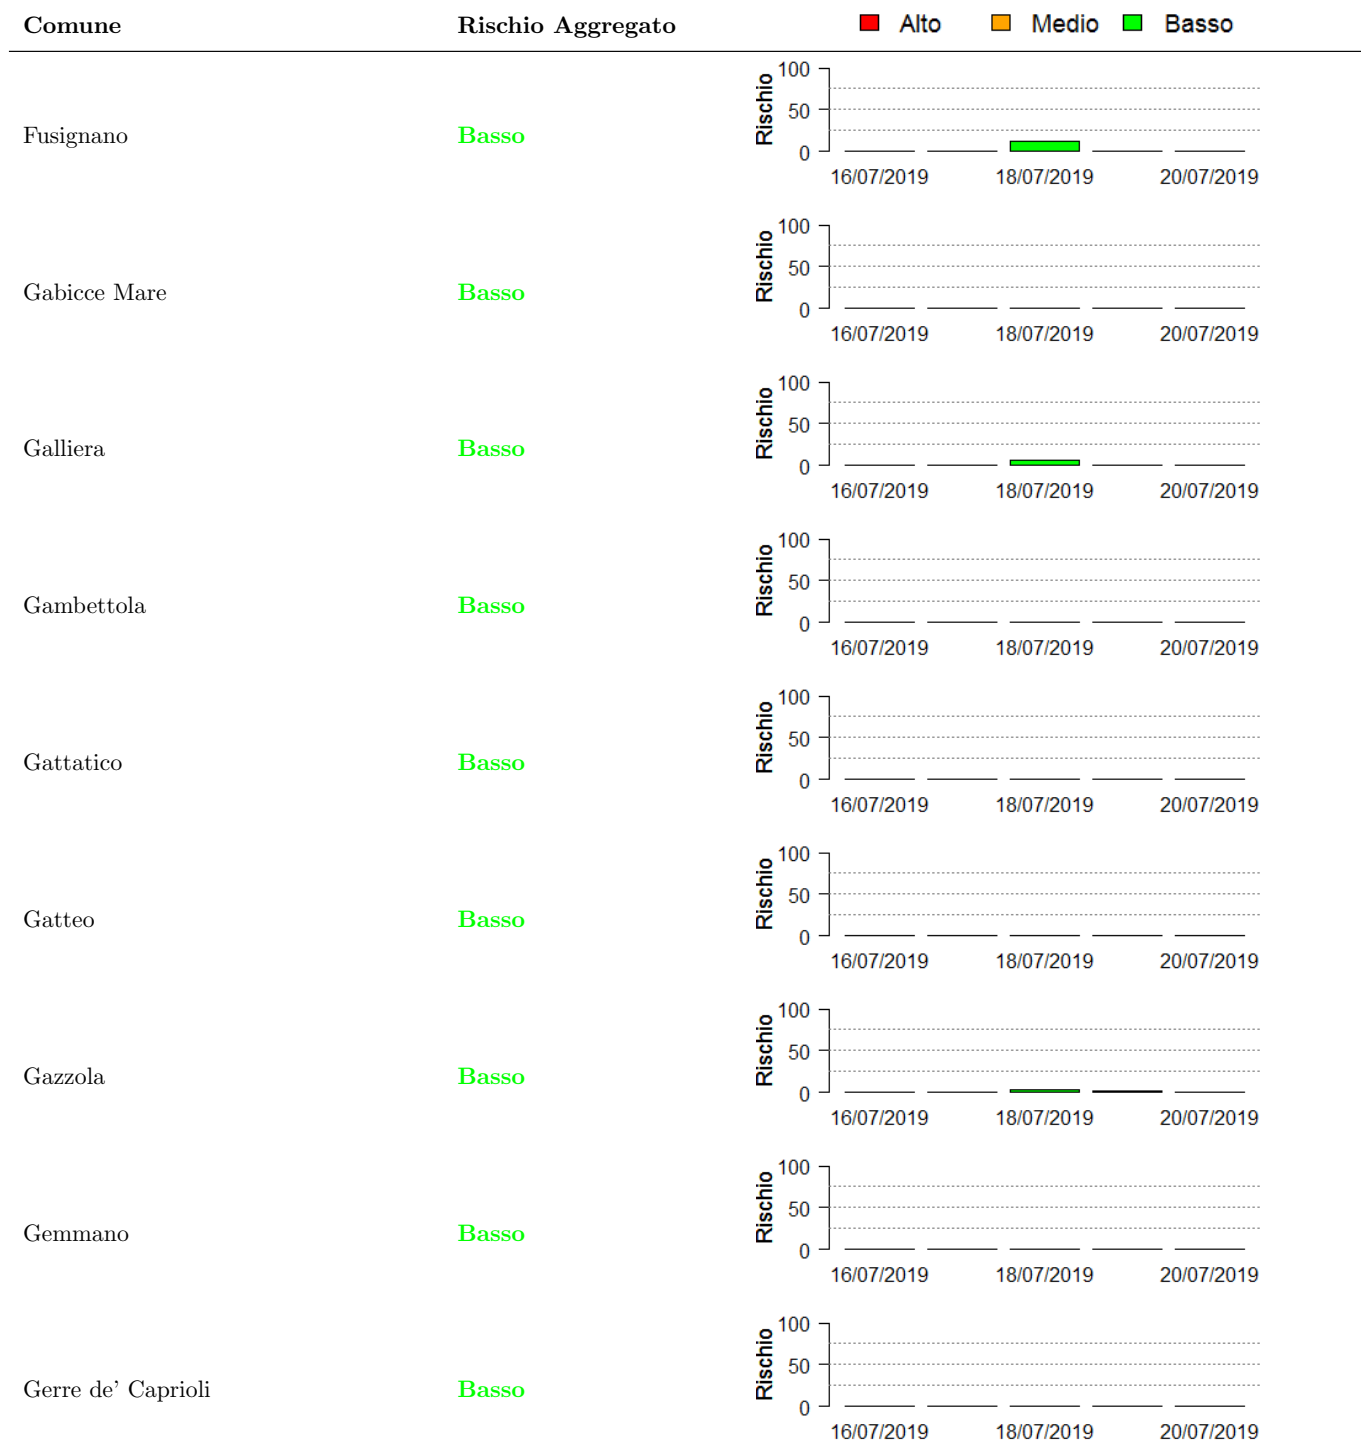 Comune Rischio Aggregato Alto Medio Basso
Fusignano Basso
Rischio
100
50
0
16/07/2019 18/07/2019 20/07/2019
Gabicce Mare Basso
Rischio
100
50
0
16/07/2019 18/07/2019 20/07/2019
Galliera Basso
Rischio
100
50
0
16/07/2019 18/07/2019 20/07/2019
Gambettola Basso
Rischio
100
50
0
16/07/2019 18/07/2019 20/07/2019
Gattatico Basso
Rischio
100
50
0
16/07/2019 18/07/2019 20/07/2019
Gatteo Basso
Rischio
100
50
0
16/07/2019 18/07/2019 20/07/2019
Gazzola Basso
Rischio
100
50
0
16/07/2019 18/07/2019 20/07/2019
Gemmano Basso
Rischio
100
50
0
16/07/2019 18/07/2019 20/07/2019
Gerre de' Caprioli Basso
Rischio
100
50
0
16/07/2019 18/07/2019 20/07/2019